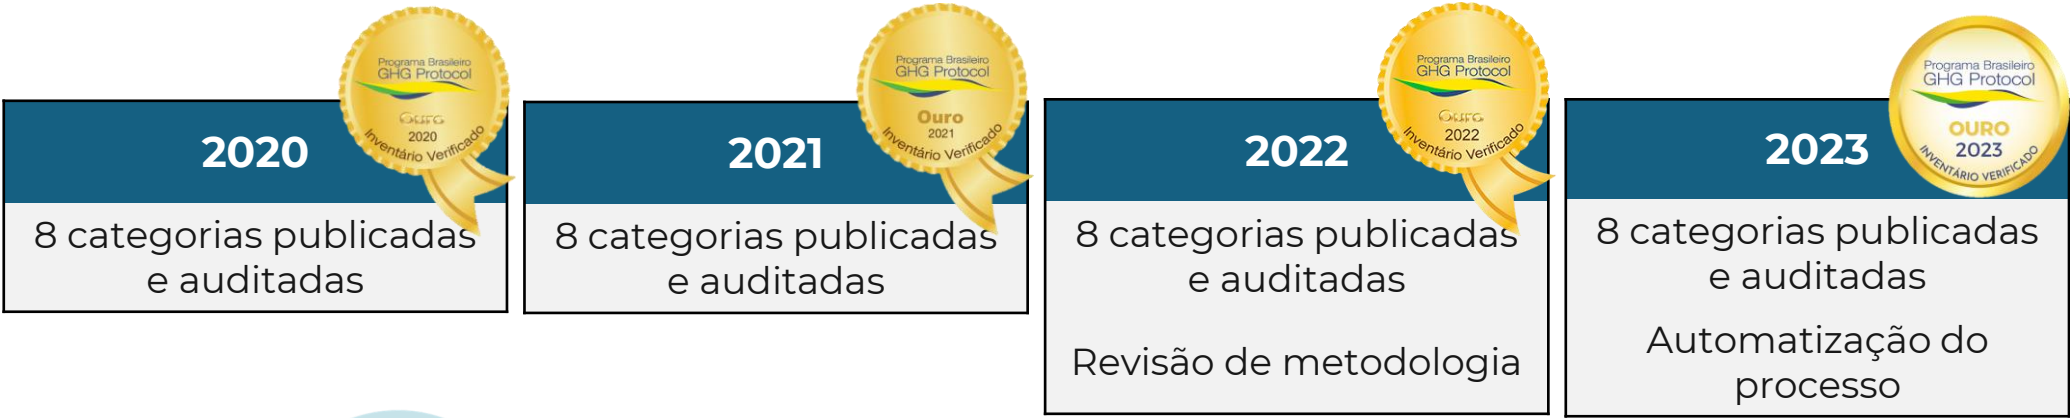 Programa Brasileiro
GHG Protocol
Ouro
2020
Inventário Verificado
2020
8 categorias publicadas
e auditadas
Programa Brasileiro
GHG Protocol
Ouro
2021
Inventário Verificado
2021
8 categorias publicadas
e auditadas
Programa Brasileiro
GHG Protocol
Ouro
2022
Inventário Verificado
2022
8 categorias publicadas
e auditadas
Revisão de metodologia
Programa Brasileiro
GHG Protocol
OURO
2023
INVENTÁRIO VERIFICADO
2023
8 categorias publicadas
e auditadas
Automatização do
processo